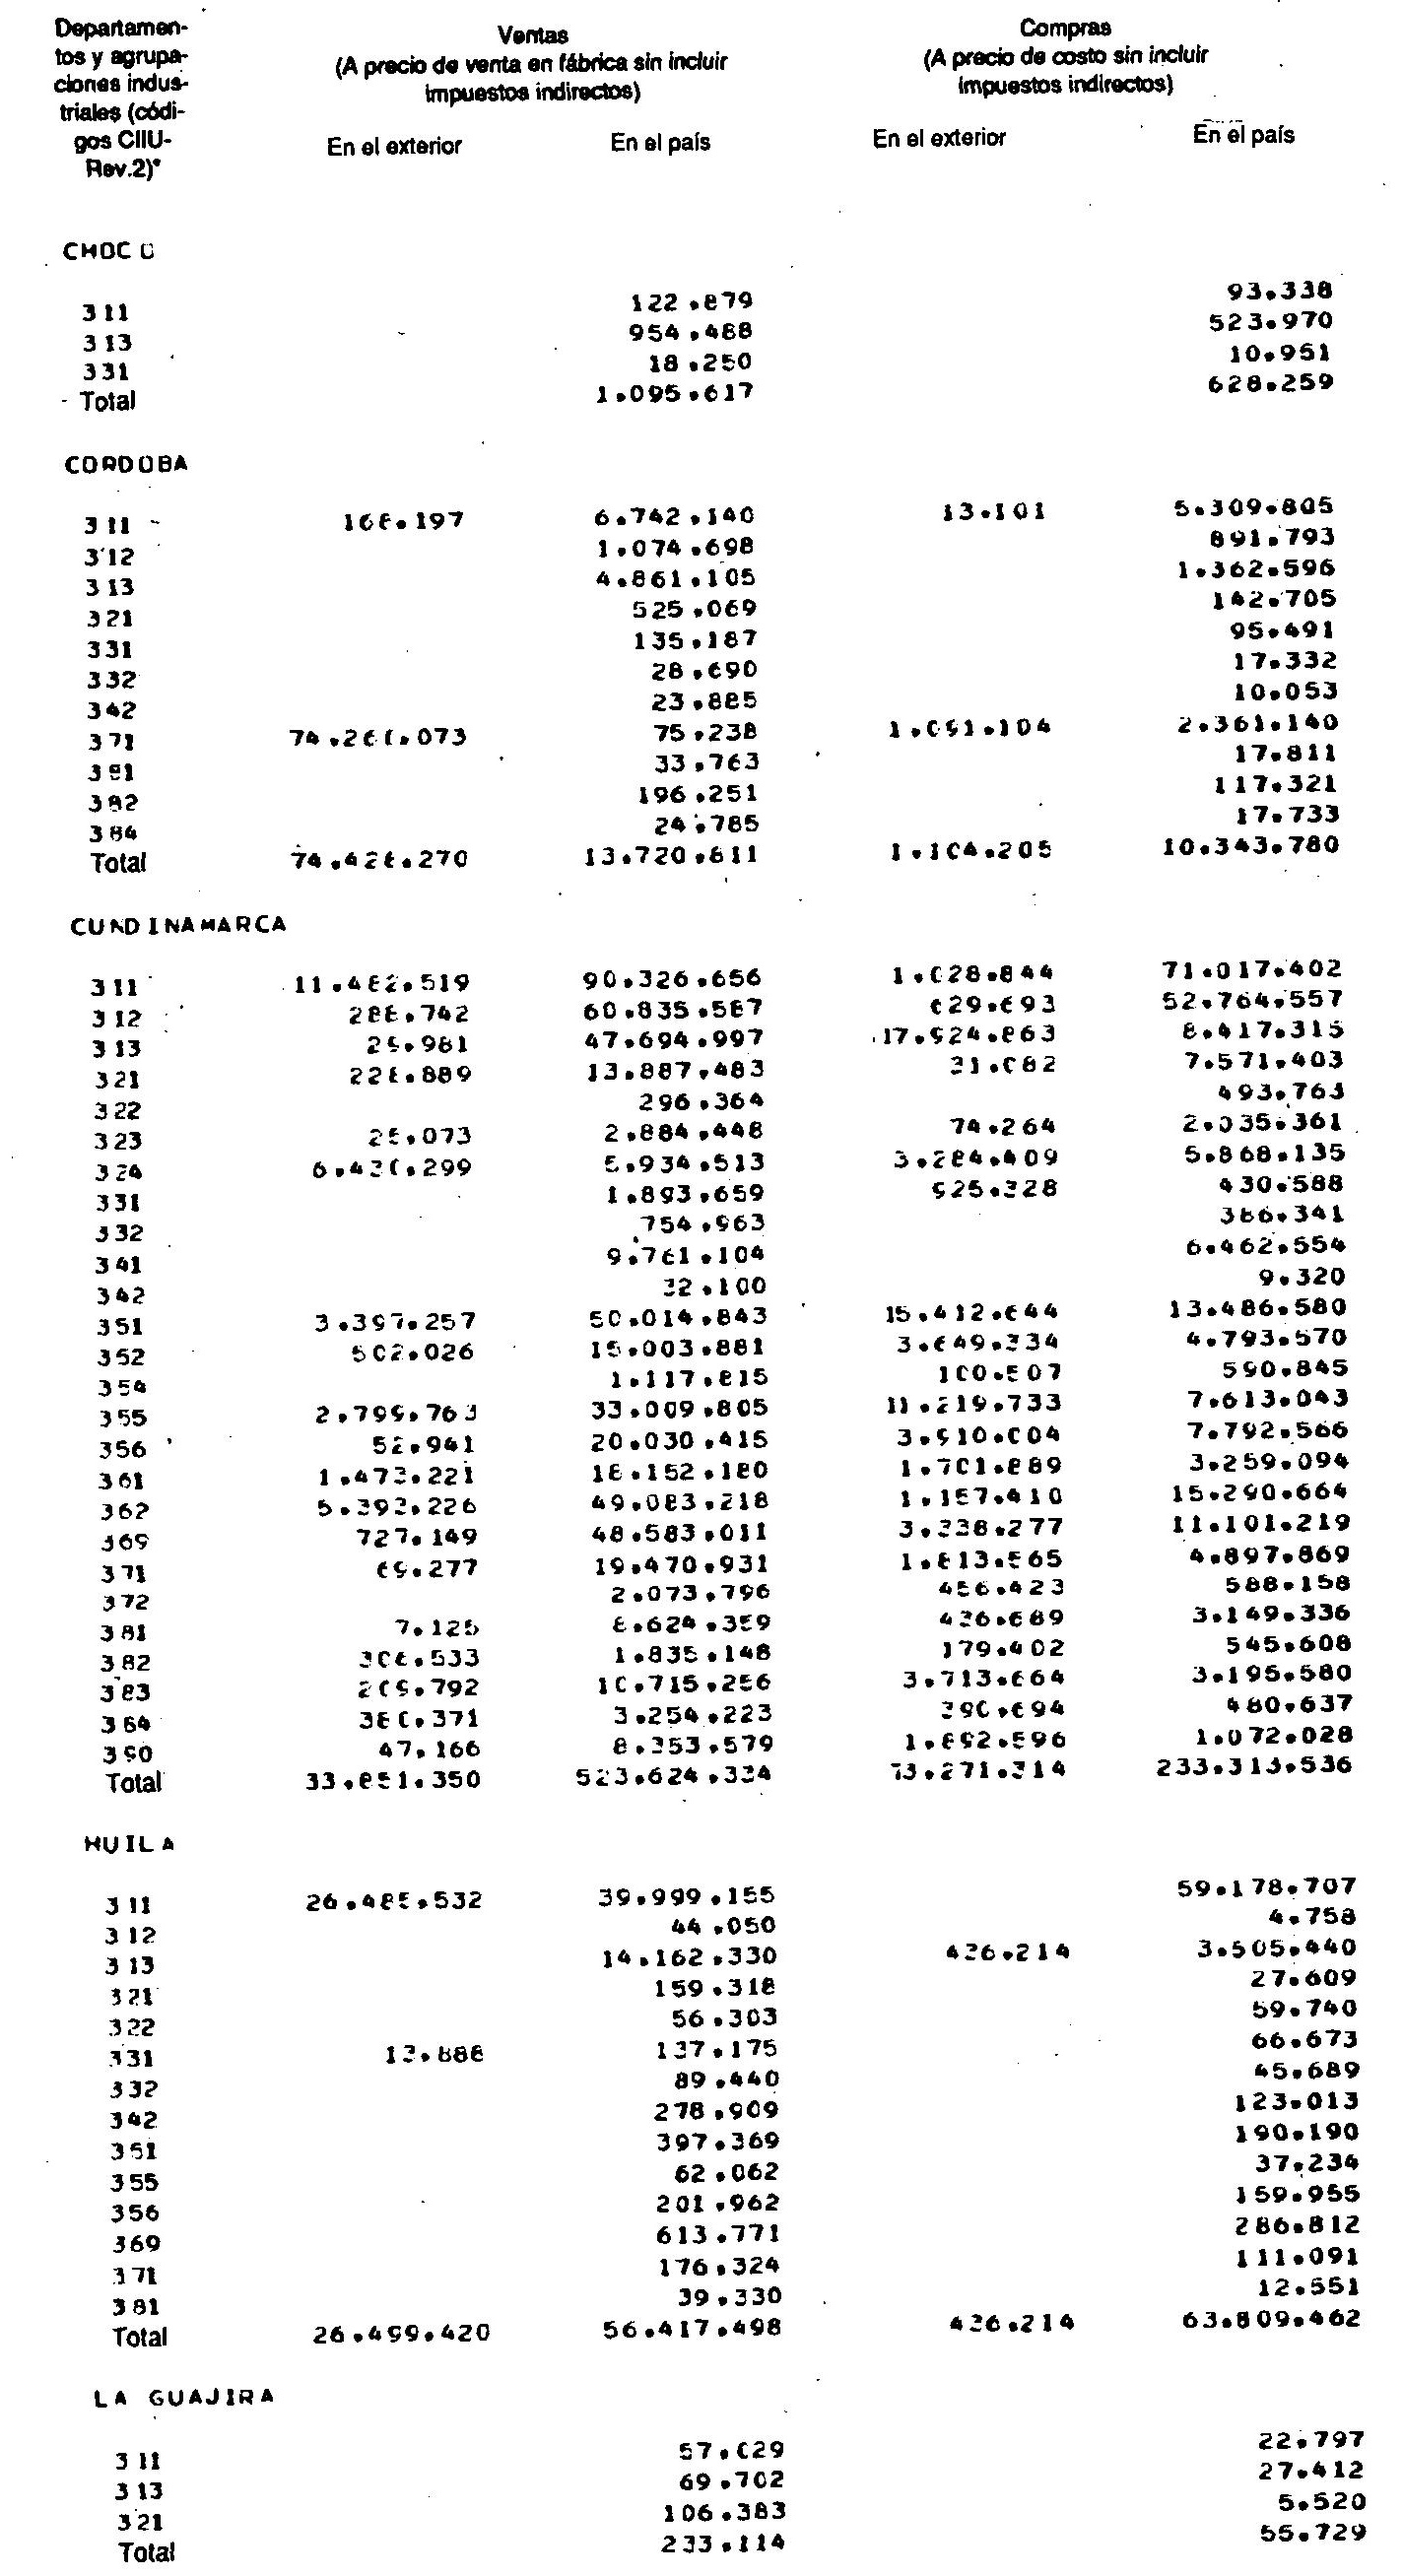 Departamen-
tos y agrupa-
ciones indus-
triales (códi-
gos CIIU-
Rev.2)*
Ventas
(A precio de venta en fábrica sin incluir
impuestos indirectos)
Compras
(A precio de costo sin incluir
impuestos indirectos)
En el exterior En el país En el exterior En el país
CHOCO
311 122.879 93.338
313 954.488 523.970
331 18.250 10.951
Total 1.095.617 628.259
CORDOBA
311 168.197 6.742.140 13.101 5.309.805
312 1.074.698 891.793
313 4.861.105 1.362.596
321 525.069 142.705
331 135.187 95.491
332 28.690 17.332
342 23.885 10.053
371 74.260.073 75.238 1.091.104 2.361.140
381 33.763 17.811
382 196.251 117.321
384 24.785 17.733
Total 74.428.270 13.720.811 1.104.205 10.343.780
CUNDINAMARCA
311 11.482.519 90.326.656 1.028.844 71.017.402
312 288.742 60.835.587 629.693 52.764.557
313 29.981 47.694.997 17.924.863 8.417.315
321 228.889 13.887.483 31.082 7.571.403
322 296.364 493.763
323 25.073 2.884.448 74.264 2.035.361
324 6.430.299 5.934.513 3.284.409 5.868.135
331 1.893.659 925.328 430.588
332 754.963 366.341
341 9.761.104 6.462.554
342 32.100 9.320
351 3.397.257 50.014.843 15.412.644 13.486.580
352 502.026 15.003.881 3.649.334 4.793.570
354 1.117.815 100.507 590.845
355 2.799.763 33.009.805 11.219.733 7.613.043
356 52.941 20.030.415 3.910.004 7.792.566
361 1.473.221 18.152.180 1.701.889 3.259.094
362 5.392.226 49.083.218 1.157.410 15.290.664
369 727.149 48.583.011 3.338.277 11.101.219
371 69.277 19.470.931 1.813.565 4.897.869
372 2.073.796 456.423 588.158
381 7.125 8.624.359 436.689 3.149.336
382 308.533 1.835.148 179.402 545.608
383 209.792 10.715.256 3.713.664 3.195.580
384 380.371 3.254.223 390.694 480.637
390 47.166 8.353.579 1.892.596 1.072.028
Total 33.851.350 523.624.334 73.271.314 233.313.536
HUILA
311 26.485.532 39.999.155 59.178.707
312 44.050 4.758
313 14.162.330 436.214 3.505.440
321 159.318 27.609
322 56.303 59.740
331 13.888 137.175 66.673
332 89.440 45.689
342 278.909 123.013
351 397.369 190.190
355 62.062 37.234
356 201.962 159.955
369 613.771 286.812
371 176.324 111.091
381 39.330 12.551
Total 26.499.420 56.417.498 436.214 63.809.462
LA GUAJIRA
311 57.029 22.797
313 69.702 27.412
321 106.383 5.520
Total 233.114 55.729